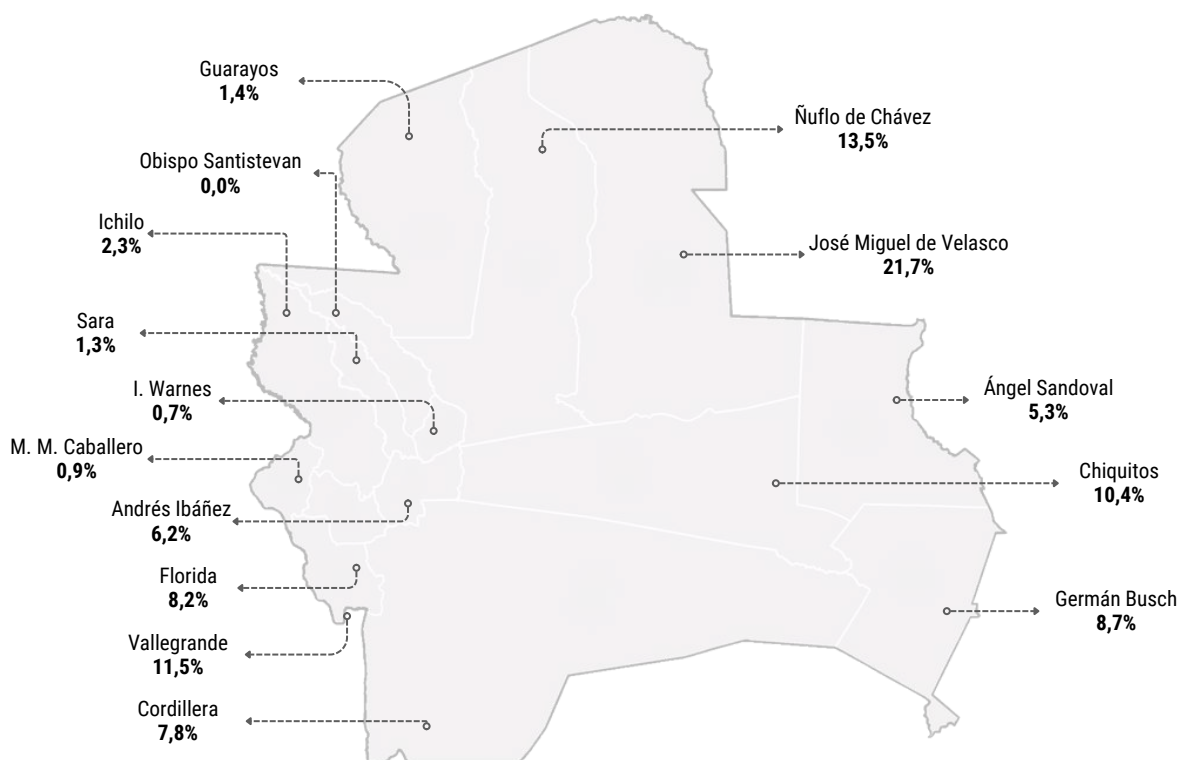 Guarayos
1,4%
Ñuflo de Chávez
13,5%
Obispo Santistevan
0,0%
Ichilo
2,3%
José Miguel de Velasco
21,7%
Sara
1,3%
I. Warnes
0,7%
Ángel Sandoval
5,3%
M. M. Caballero
0,9%
Chiquitos
10,4%
Andrés Ibáñez
6,2%
Florida
8,2%
Germán Busch
8,7%
Vallegrande
11,5%
Cordillera
7,8%